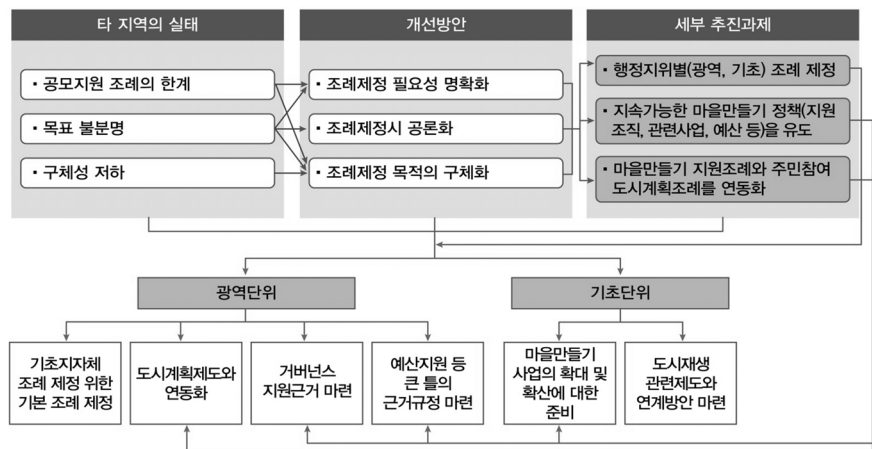 타 지역의 실태
개선방안
세부 추진과제
▪ 공모지원 조례의 한계
▪ 목표 불분명
▪ 구체성 저하
▪ 조례제정 필요성 명확화
▪ 조례제정시 공론화
▪ 조례제정 목적의 구체화
▪ 행정지위별(광역, 기초) 조례 제정
▪ 지속가능한 마을만들기 정책(지원
조직, 관련사업, 예산 등)을 유도
▪ 마을만들기 지원조례와 주민참여
도시계획조례를 연동화
광역단위
기초단위
기초지자체
조례 제정 위한
기본 조례 제정
도시계획제도와
연동화
거버넌스
지원근거 마련
예산지원 등
큰 틀의
근거규정 마련
마을만들기
사업의 확대 및
확산에 대한
준비
도시재생
관련제도와
연계방안 마련